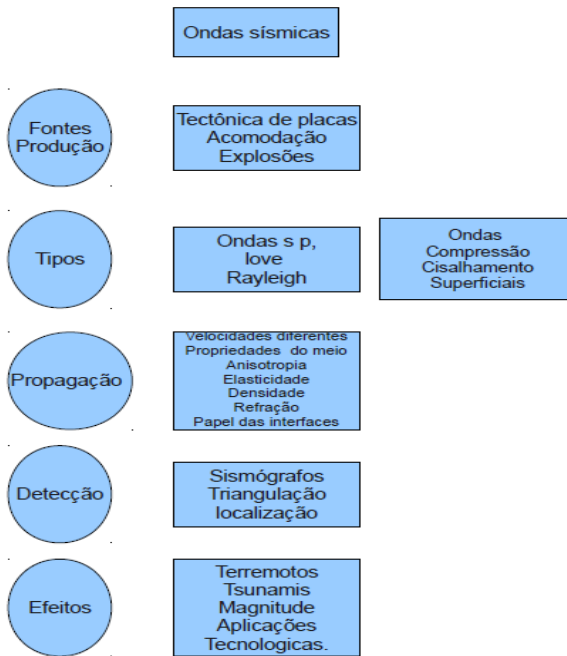 Ondas sísmicas
Fontes
Produção
Tectônica de placas
Acomodação
Explosões
Tipos
Ondas s p,
love
Rayleigh
Ondas
Compressão
Cisalhamento
Superficiais
Propagação
Velocidades diferentes
Propriedades do meio
Anisotropia
Elasticidade
Densidade
Refração
Papel das interfaces
Detecção
Sismógrafos
Triangulação
localização
Efeitos
Terremotos
Tsunamis
Magnitude
Aplicações
Tecnologicas.